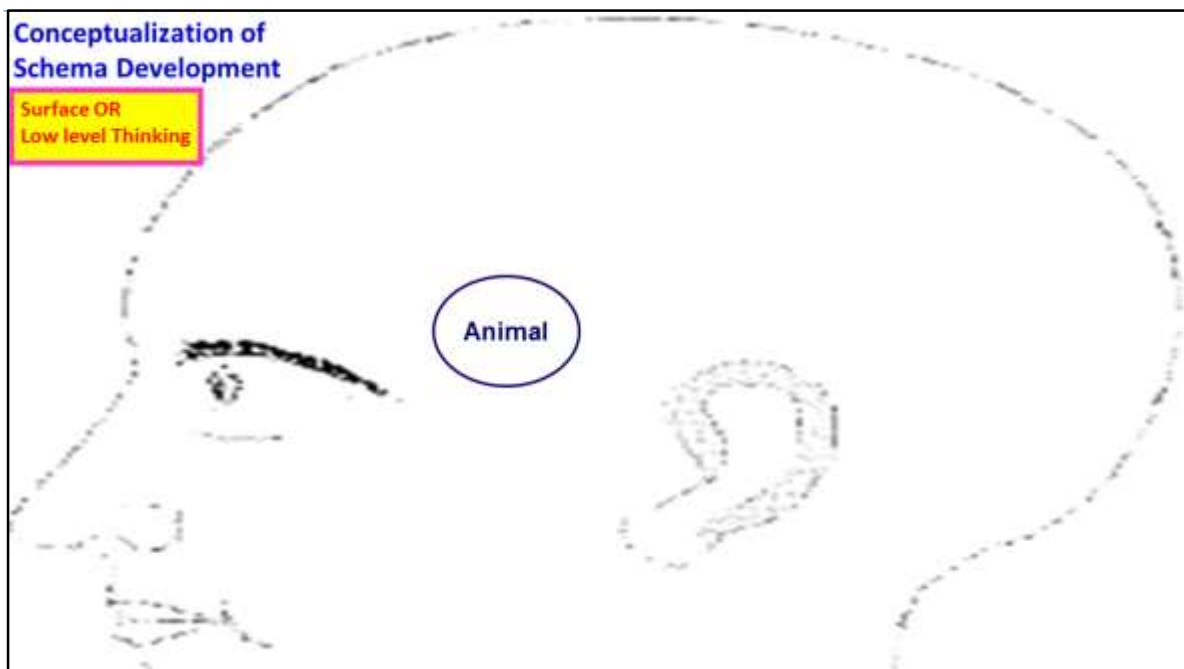 Conceptualization of
Schema Development
Surface OR
Low level Thinking
Animal